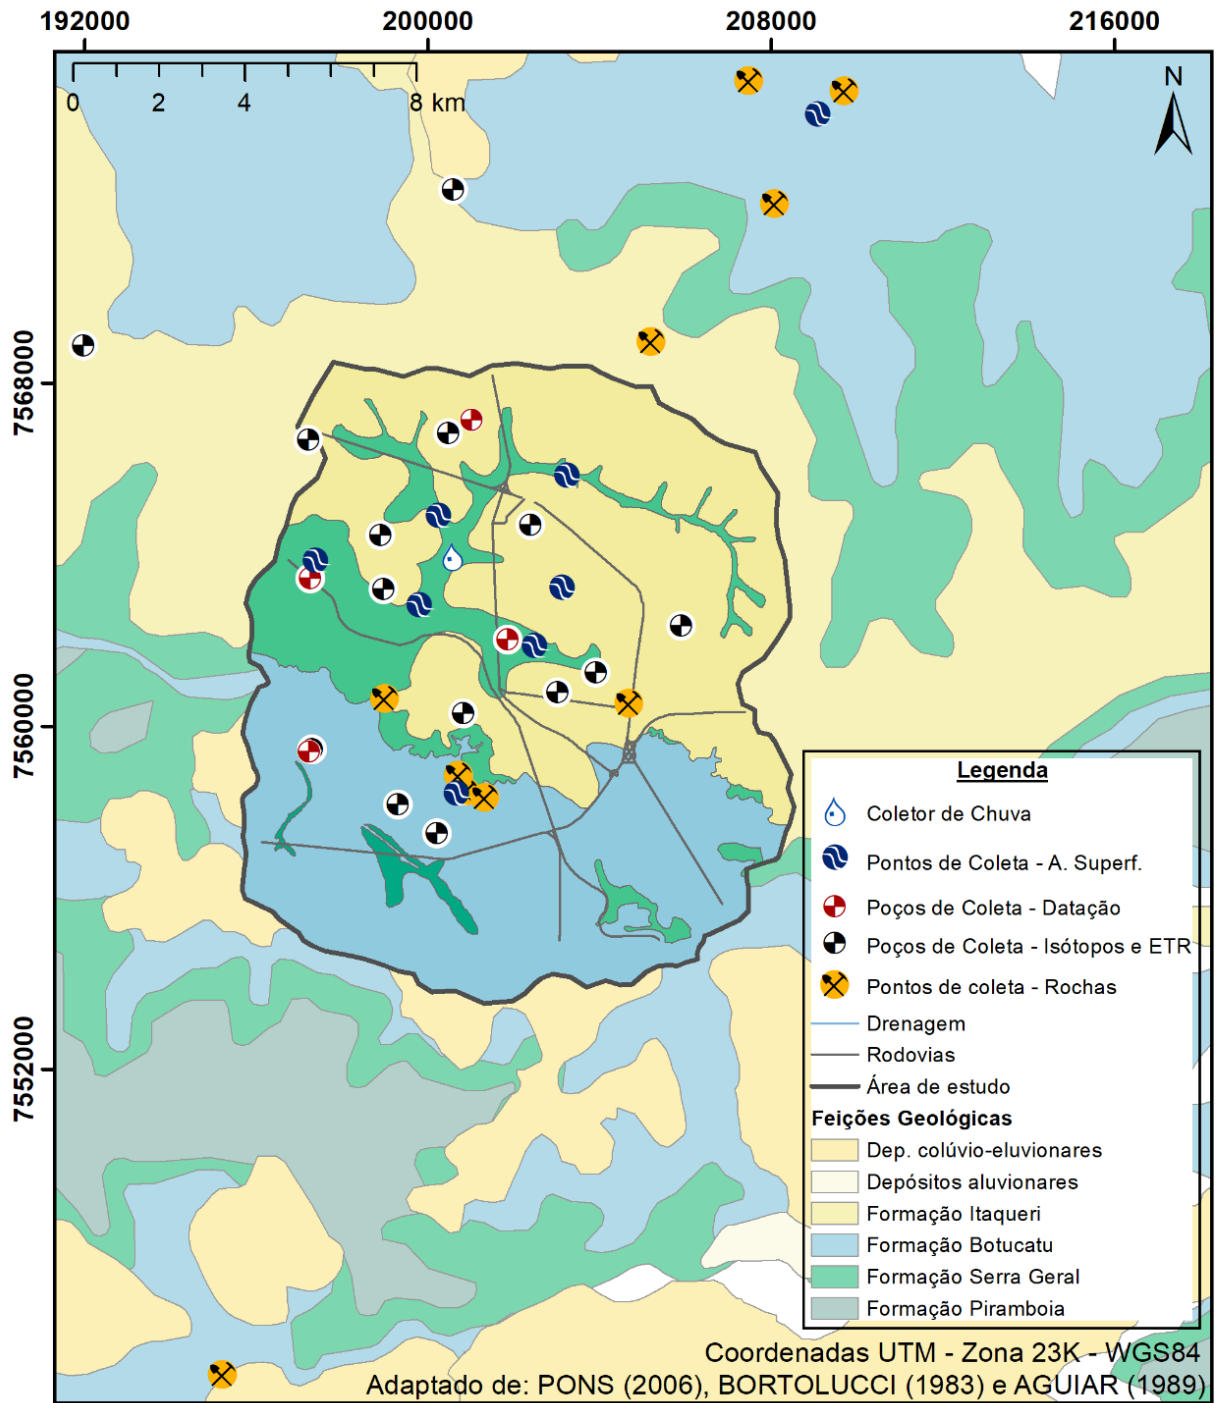 192000 200000 208000 216000
0 2 4 8 km
N
7568000
7560000
7552000
Legenda
Coletor de Chuva
Pontos de Coleta - A. Superf.
Poços de Coleta - Datação
Poços de Coleta - Isótopos e ETR
Pontos de coleta - Rochas
Drenagem
Rodovias
Área de estudo
Feições Geológicas
Dep. colúvio-eluvionares
Depósitos aluvionares
Formação Itaqueri
Formação Botucatu
Formação Serra Geral
Formação Piramboia
Coordenadas UTM - Zona 23K - WGS84
Adaptado de: PONS (2006), BORTOLUCCI (1983) e AGUIAR (1989)